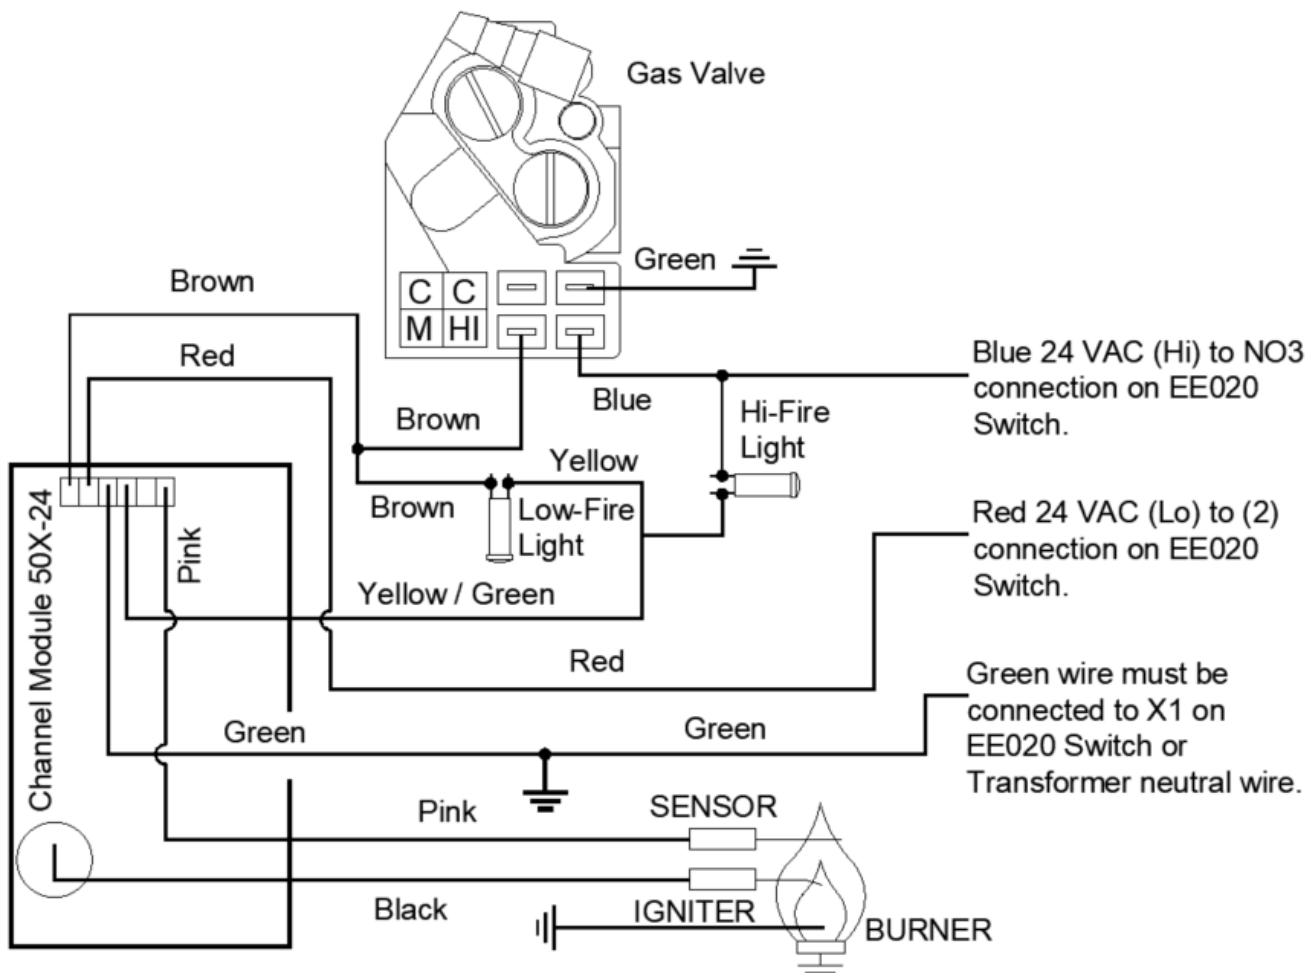 Gas Valve
Green
Brown
C C
M HI
Red
Blue 24 VAC (Hi) to NO3
connection on EE020
Switch.
Blue
Brown
Hi-Fire
Light
Yellow
Brown
Low-Fire
Light
Channel Module 50X-24
Pink
Red 24 VAC (Lo) to (2)
connection on EE020
Switch.
Yellow / Green
Red
Green wire must be
connected to X1 on
EE020 Switch or
Transformer neutral wire.
Green
Green
Pink
SENSOR
Black
IGNITER
BURNER